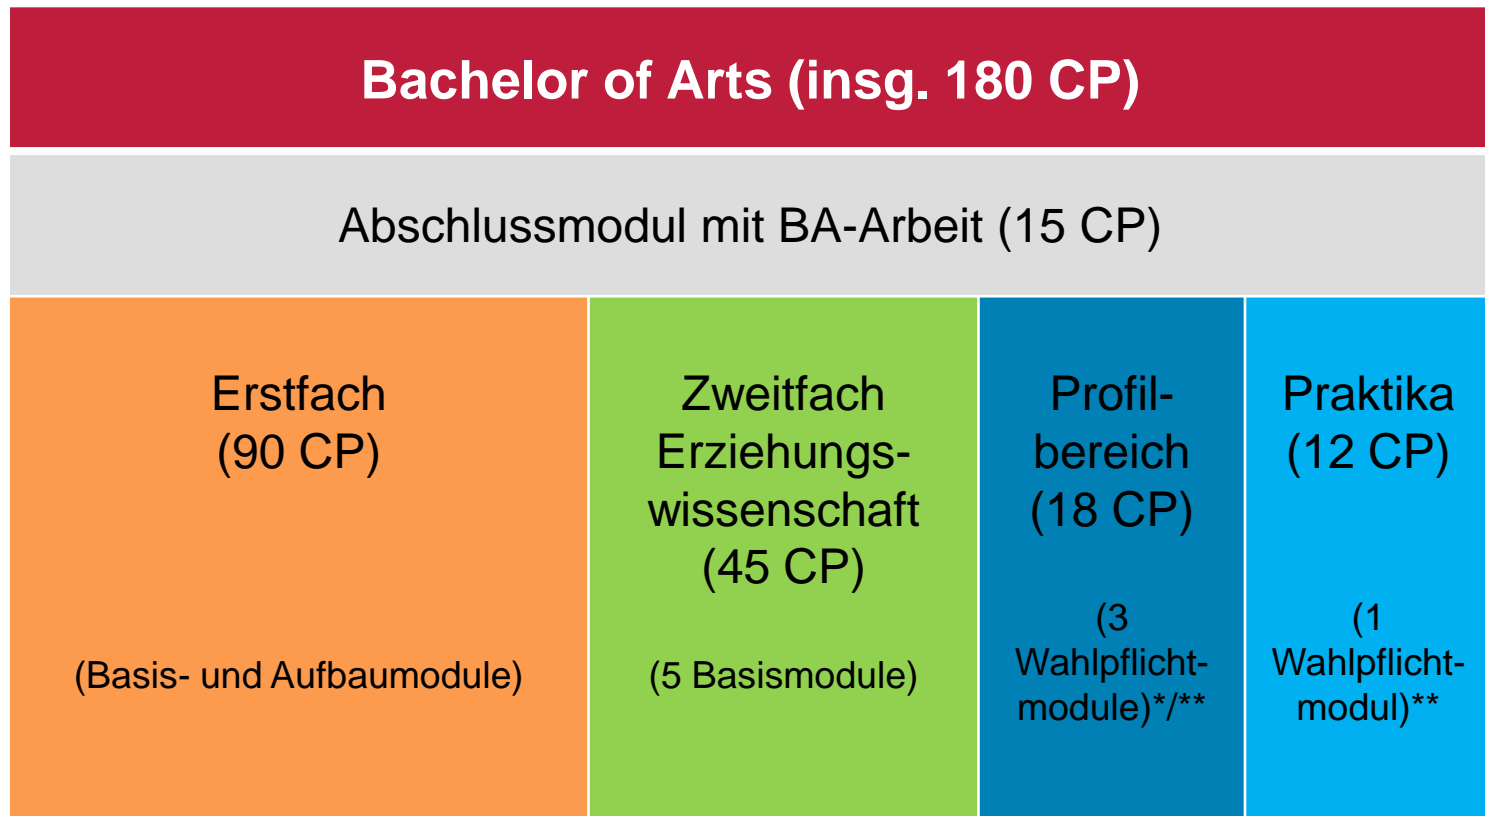 Bachelor of Arts (insg. 180 CP)
Abschlussmodul mit BA-Arbeit (15 CP)
Erstfach
(90 CP)
(Basis- und Aufbaumodule)
Zweitfach
Erziehungs-
wissenschaft
(45 CP)
(5 Basismodule)
Profil-
bereich
(18 CP)
(3
Wahlpflicht-
module)*/**
Praktika
(12 CP)
(1
Wahlpflicht-
modul)**